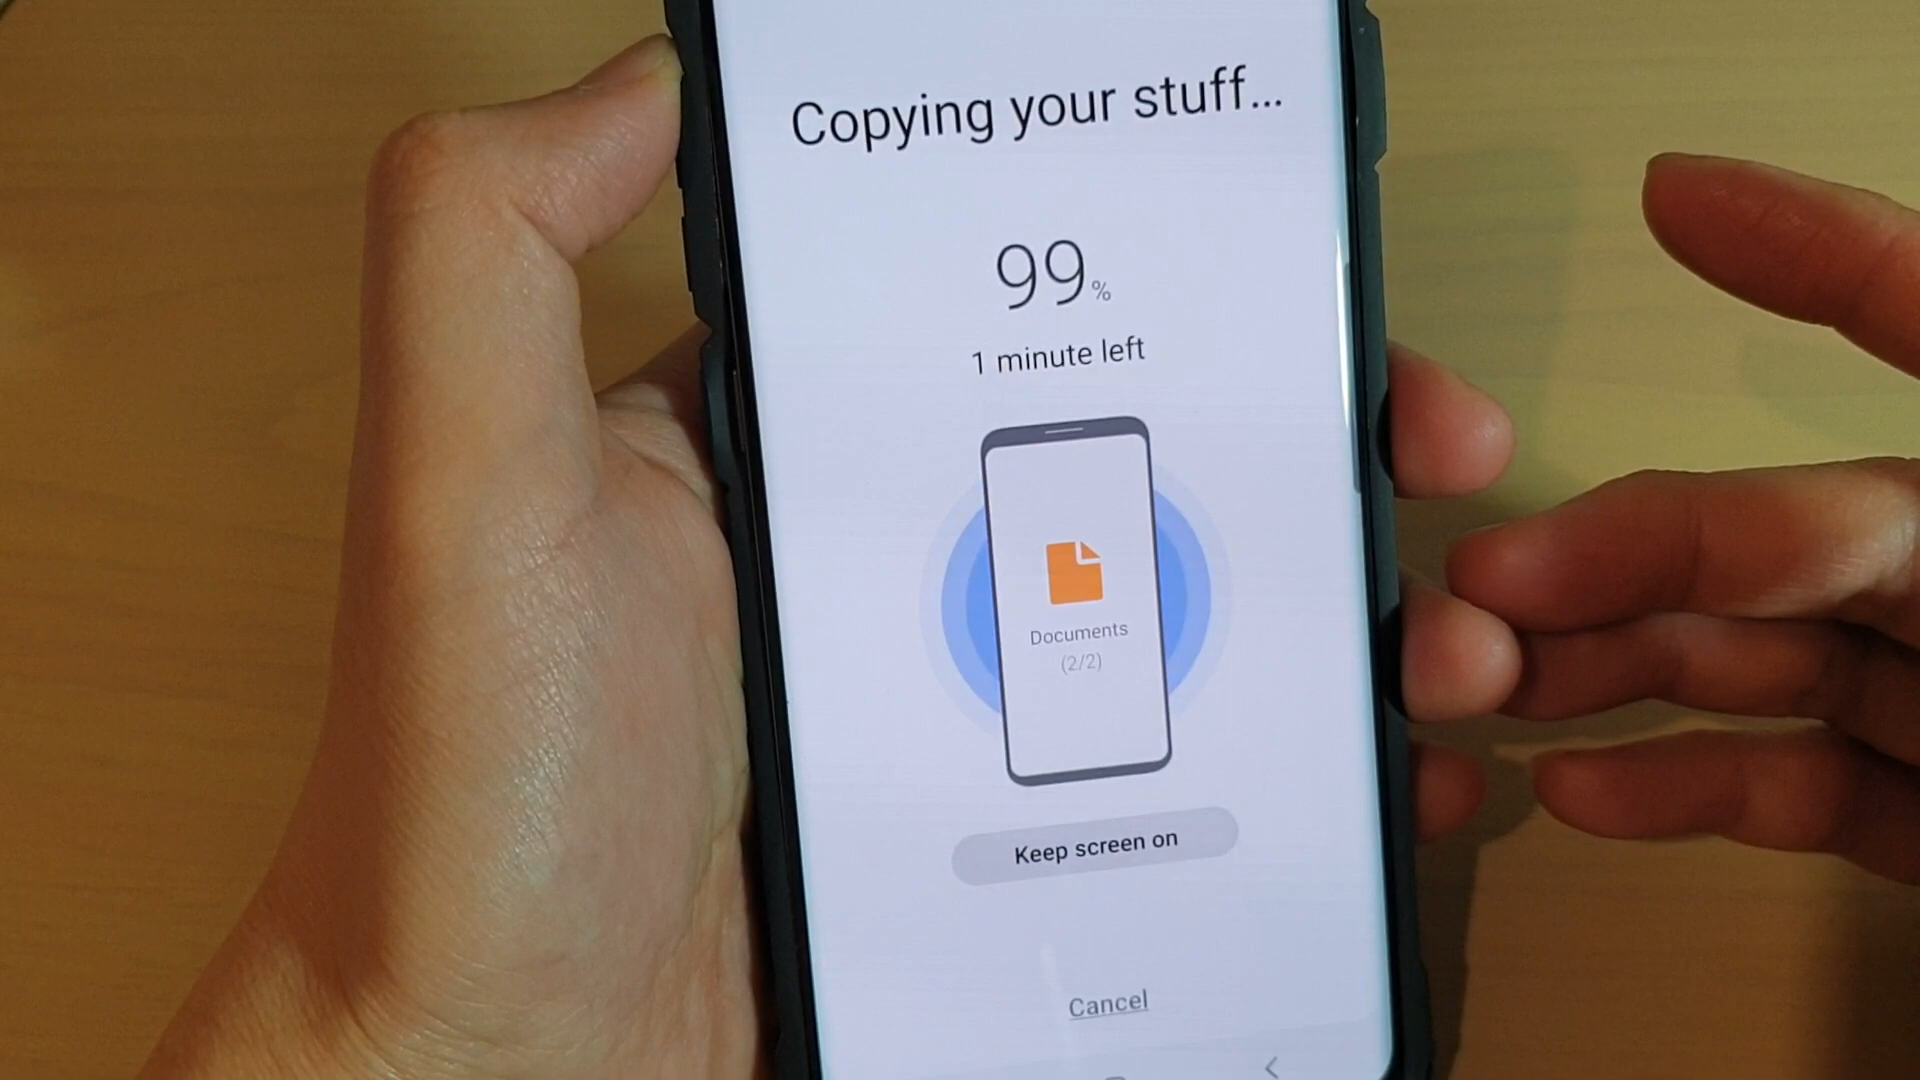 Copying your stuff...
99%
1 minute left
Documents
(2/2)
Keep screen on
Cancel